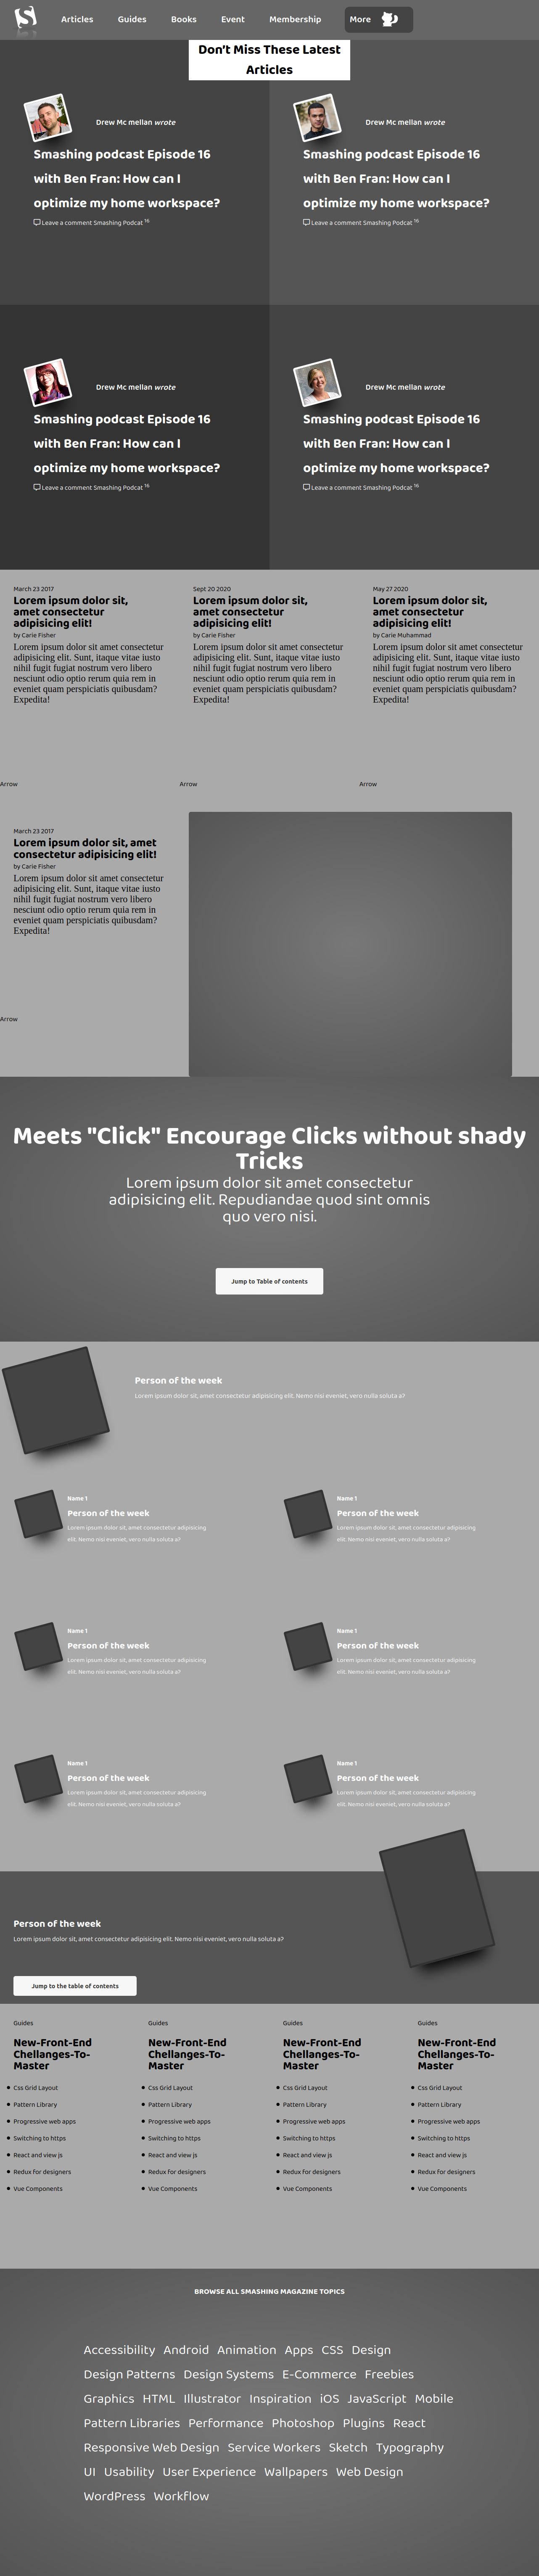 Articles Guides Books Event Membership More
Don't Miss These Latest
Articles
Drew Mc mellan wrote
Smashing podcast Episode 16
with Ben Fran: How can I
optimize my home workspace?
Leave a comment Smashing Podcat 16
Drew Mc mellan wrote
Smashing podcast Episode 16
with Ben Fran: How can I
optimize my home workspace?
Leave a comment Smashing Podcat 16
Drew Mc mellan wrote
Smashing podcast Episode 16
with Ben Fran: How can I
optimize my home workspace?
Leave a comment Smashing Podcat 16
Drew Mc mellan wrote
Smashing podcast Episode 16
with Ben Fran: How can I
optimize my home workspace?
Leave a comment Smashing Podcat 16
March 23 2017
Lorem ipsum dolor sit,
amet consectetur
adipisicing elit!
by Carie Fisher
Lorem ipsum dolor sit amet consectetur
adipisicing elit. Sunt, itaque vitae iusto
nihil fugit fugiat nostrum vero libero
nesciunt odio optio rerum quia rem in
eveniet quam perspiciatis quibusdam?
Expedita!
Arrow
Sept 20 2020
Lorem ipsum dolor sit,
amet consectetur
adipisicing elit!
by Carie Fisher
Lorem ipsum dolor sit amet consectetur
adipisicing elit. Sunt, itaque vitae iusto
nihil fugit fugiat nostrum vero libero
nesciunt odio optio rerum quia rem in
eveniet quam perspiciatis quibusdam?
Expedita!
Arrow
May 27 2020
Lorem ipsum dolor sit,
amet consectetur
adipisicing elit!
by Carie Muhammad
Lorem ipsum dolor sit amet consectetur
adipisicing elit. Sunt, itaque vitae iusto
nihil fugit fugiat nostrum vero libero
nesciunt odio optio rerum quia rem in
eveniet quam perspiciatis quibusdam?
Expedita!
Arrow
March 23 2017
Lorem ipsum dolor sit, amet
consectetur adipisicing elit!
by Carie Fisher
Lorem ipsum dolor sit amet consectetur
adipisicing elit. Sunt, itaque vitae iusto
nihil fugit fugiat nostrum vero libero
nesciunt odio optio rerum quia rem in
eveniet quam perspiciatis quibusdam?
Expedita!
Arrow
Meets "Click" Encourage Clicks without shady
Tricks
Lorem ipsum dolor sit amet consectetur
adipisicing elit. Repudiandae quod sint omnis
quo vero nisi.
Jump to Table of contents
Person of the week
Lorem ipsum dolor sit, amet consectetur adipisicing elit. Nemo nisi eveniet, vero nulla soluta a?
Name 1
Person of the week
Lorem ipsum dolor sit, amet consectetur adipisicing
elit. Nemo nisi eveniet, vero nulla soluta a?
Name 1
Person of the week
Lorem ipsum dolor sit, amet consectetur adipisicing
elit. Nemo nisi eveniet, vero nulla soluta a?
Name 1
Person of the week
Lorem ipsum dolor sit, amet consectetur adipisicing
elit. Nemo nisi eveniet, vero nulla soluta a?
Name 1
Person of the week
Lorem ipsum dolor sit, amet consectetur adipisicing
elit. Nemo nisi eveniet, vero nulla soluta a?
Name 1
Person of the week
Lorem ipsum dolor sit, amet consectetur adipisicing
elit. Nemo nisi eveniet, vero nulla soluta a?
Name 1
Person of the week
Lorem ipsum dolor sit, amet consectetur adipisicing
elit. Nemo nisi eveniet, vero nulla soluta a?
Person of the week
Lorem ipsum dolor sit, amet consectetur adipisicing elit. Nemo nisi eveniet, vero nulla soluta a?
Jump to the table of contents
Guides
New-Front-End
Chellanges-To-
Master
Css Grid Layout
Pattern Library
Progressive web apps
Switching to https
React and view js
Redux for designers
Vue Components
Guides
New-Front-End
Chellanges-To-
Master
Css Grid Layout
Pattern Library
Progressive web apps
Switching to https
React and view js
Redux for designers
Vue Components
Guides
New-Front-End
Chellanges-To-
Master
Css Grid Layout
Pattern Library
Progressive web apps
Switching to https
React and view js
Redux for designers
Vue Components
Guides
New-Front-End
Chellanges-To-
Master
Css Grid Layout
Pattern Library
Progressive web apps
Switching to https
React and view js
Redux for designers
Vue Components
BROWSE ALL SMASHING MAGAZINE TOPICS
Accessibility Android Animation Apps CSS Design
Design Patterns Design Systems E-Commerce Freebies
Graphics HTML Illustrator Inspiration iOS JavaScript Mobile
Pattern Libraries Performance Photoshop Plugins React
Responsive Web Design Service Workers Sketch Typography
UI Usability User Experience Wallpapers Web Design
WordPress Workflow